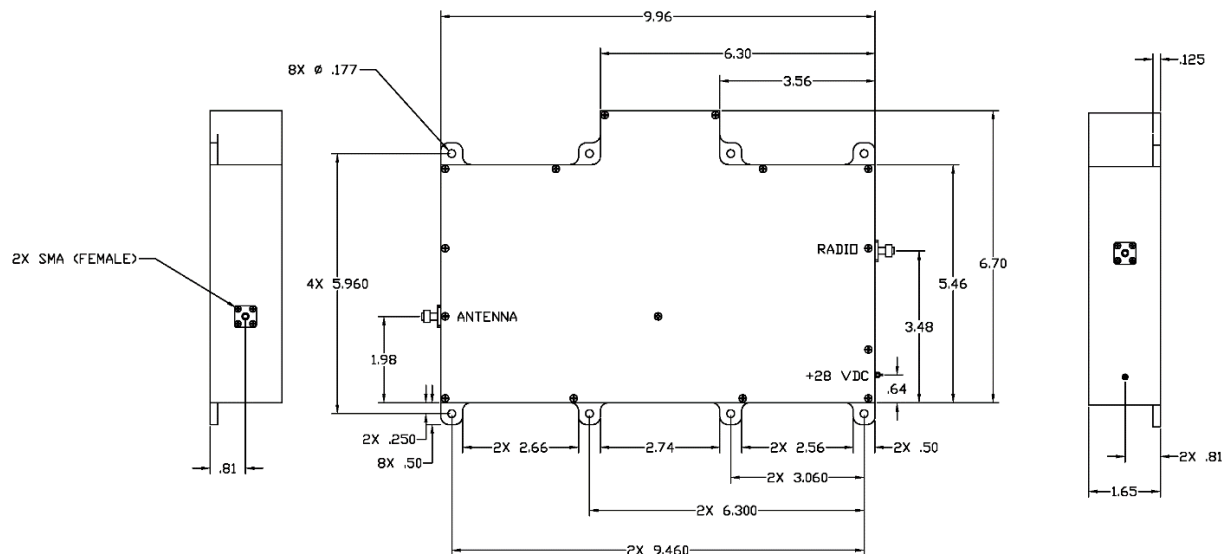 9.96
6.30
3.56
.125
8X Ø .177
2X SMA (FEMALE)
4X 5.960
RADIO
ANTENNA
6.70
5.46
3.48
1.98
+28 VDC
.64
2X .250
8X .50
.81
2X 2.66
2.74
2X 2.56
2X .50
2X .81
2X 3.060
1.65
2X 6.300
2X 9.460